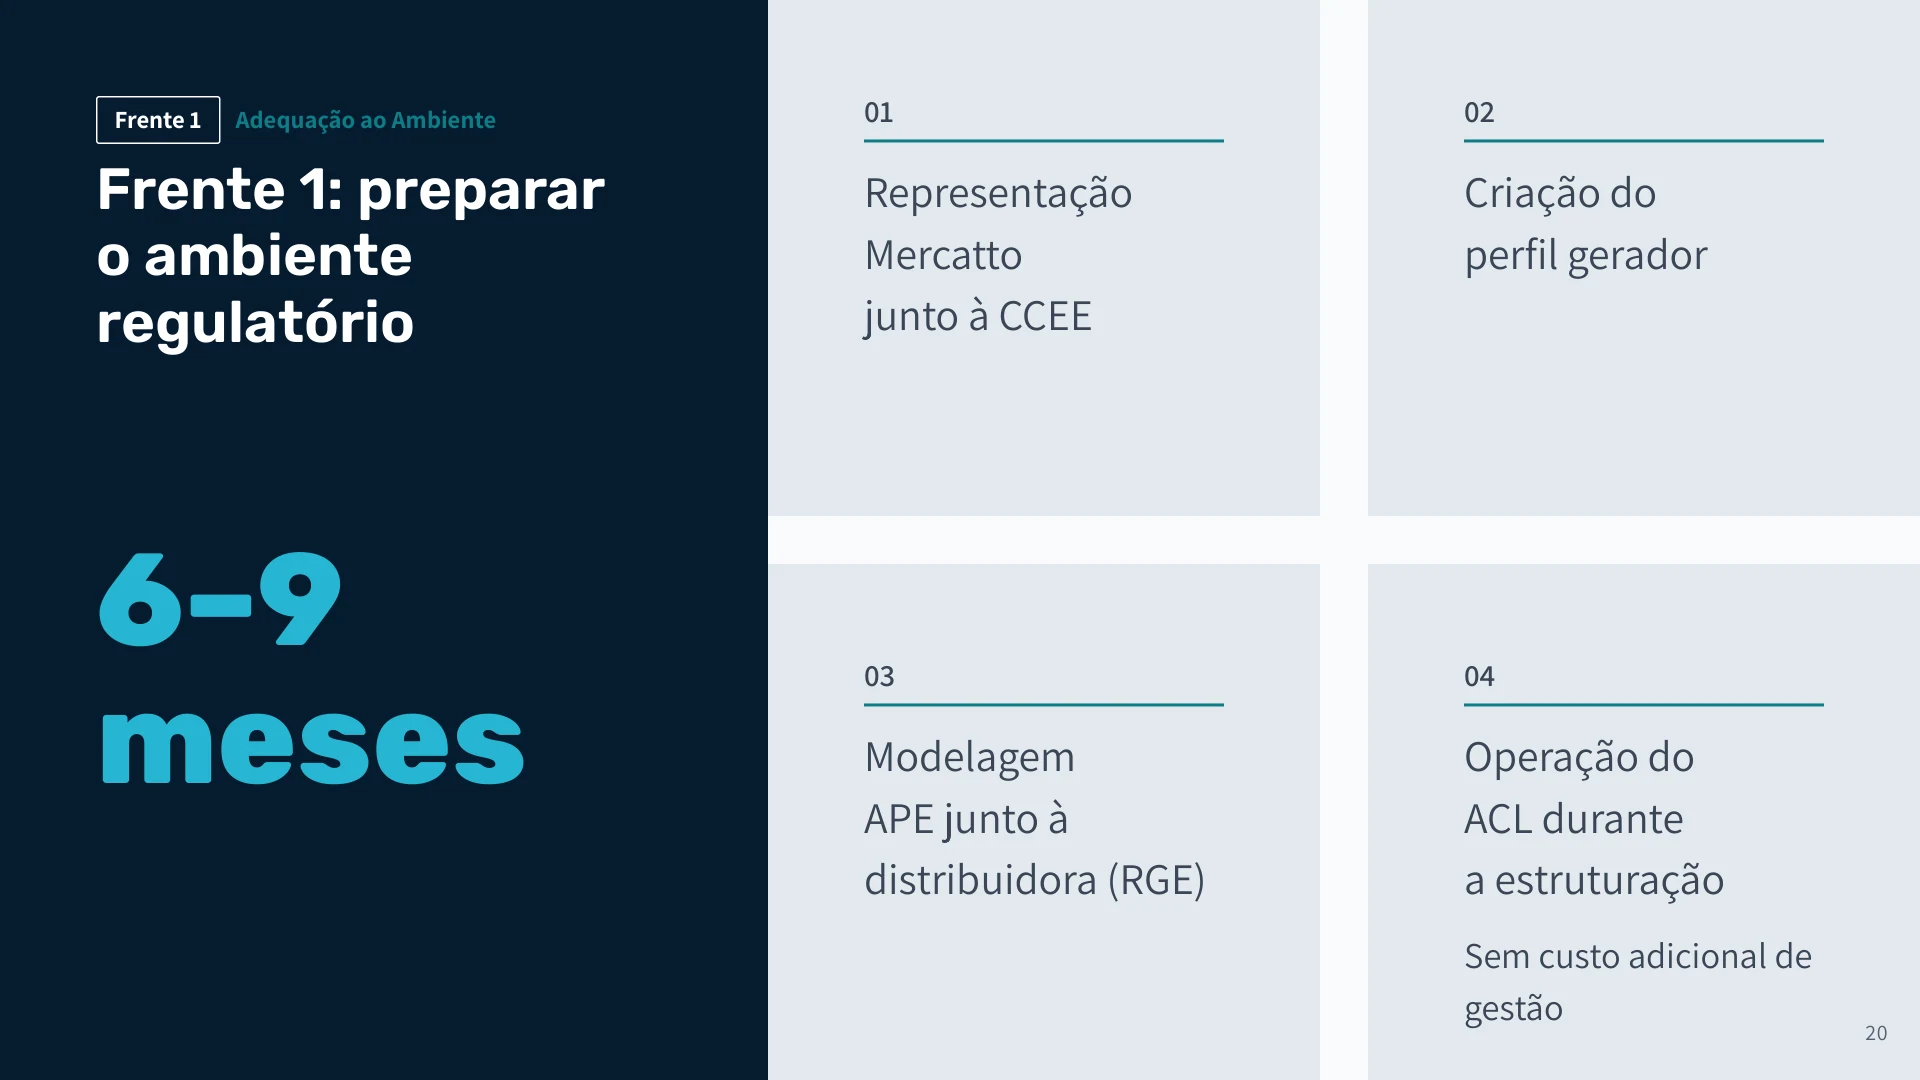 Frente 1 Adequação ao Ambiente
Frente 1: preparar
o ambiente
regulatório
6–9
meses
01
Representação
Mercatto
junto à CCEE
02
Criação do
perfil gerador
03
Modelagem
APE junto à
distribuidora (RGE)
04
Operação do
ACL durante
a estruturação
Sem custo adicional de
gestão
20